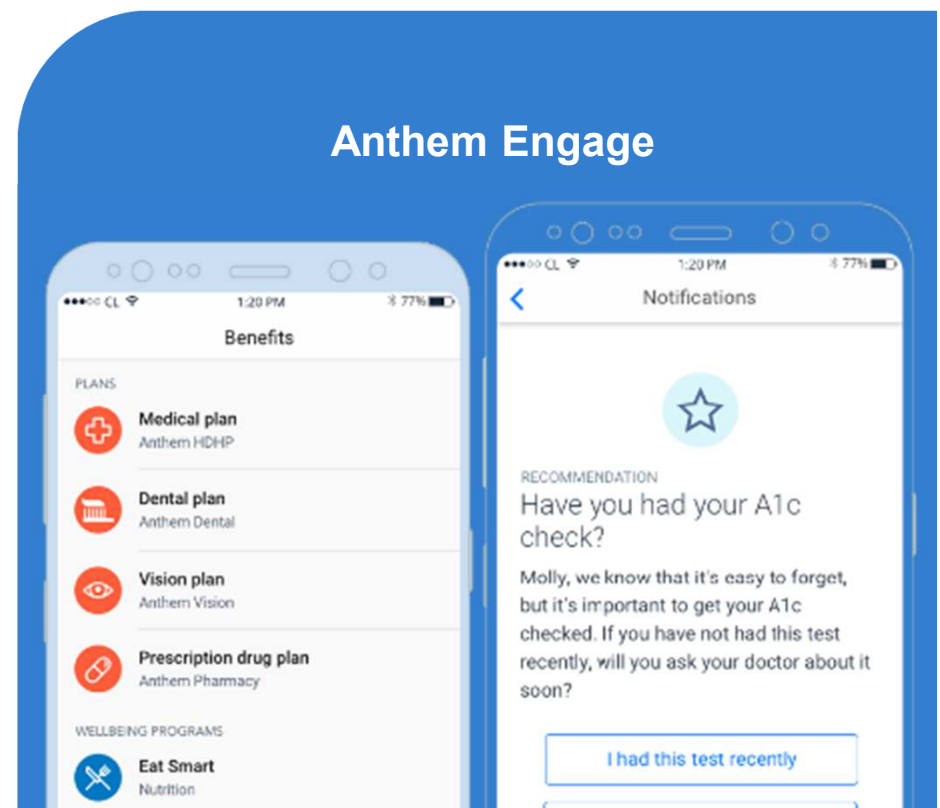 Anthem Engage
CL
1:20 PM
77%
Benefits
PLANS
Medical plan
Anthem HDHP
Dental plan
Anthem Dental
Vision plan
Anthem Vision
Prescription drug plan
Anthem Pharmacy
WELLBEING PROGRAMS
Eat Smart
Nutrition
CL
1:20 PM
77%
Notifications
RECOMMENDATION
Have you had your A1c
check?
Molly, we know that it's easy to forget,
but it's important to get your A1c
checked. If you have not had this test
recently, will you ask your doctor about it
soon?
I had this test recently